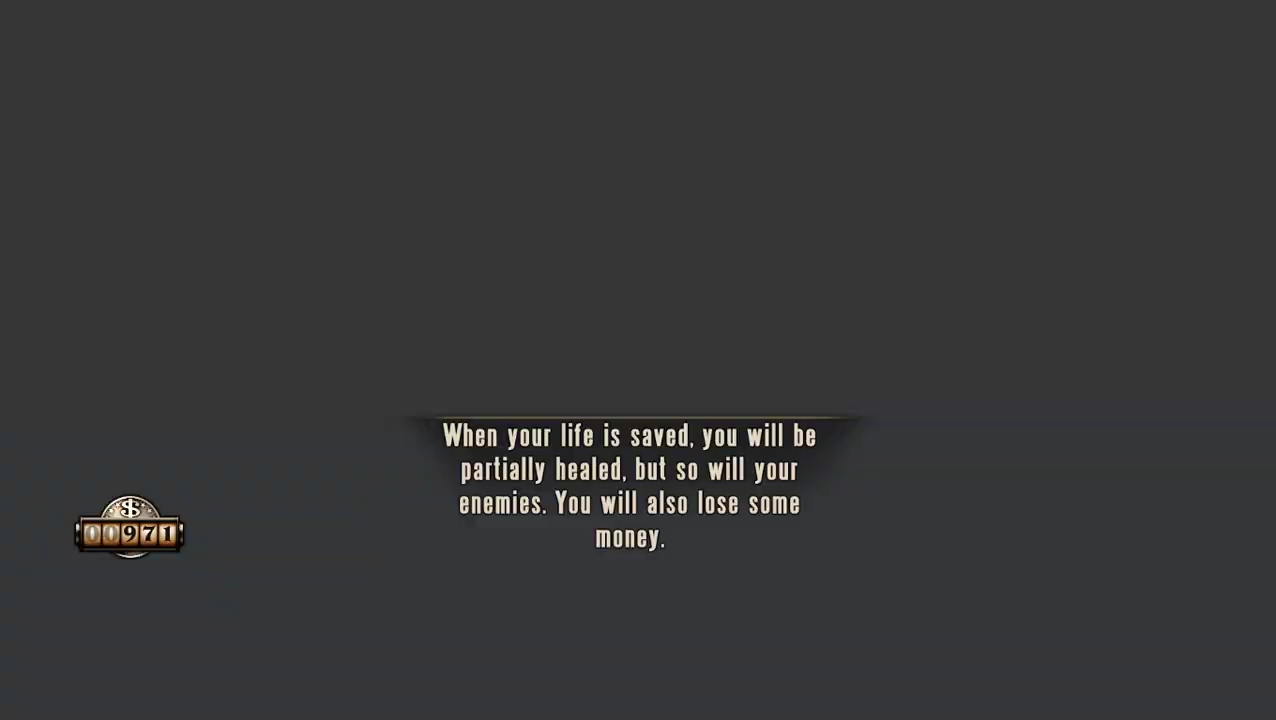 When your life is saved, you will be
partially healed, but so will your
enemies. You will also lose some
money.
$
00971